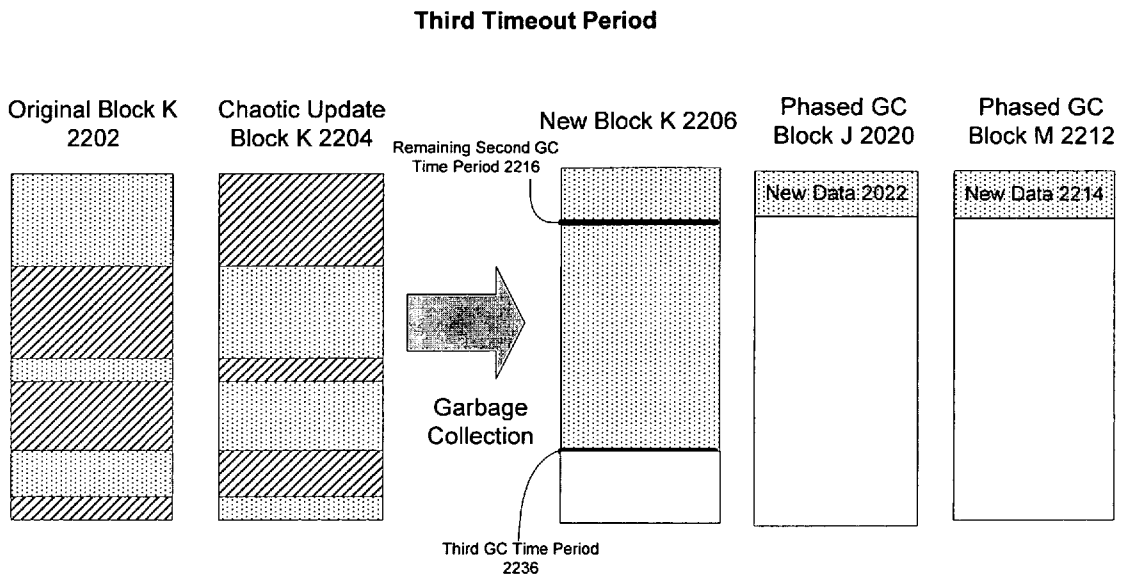 Third Timeout Period
Original Block K
2202
Chaotic Update
Block K 2204
New Block K 2206
Phased GC
Block J 2020
Phased GC
Block M 2212
Remaining Second GC
Time Period 2216
New Data 2022
New Data 2214
Garbage
Collection
Third GC Time Period
2236